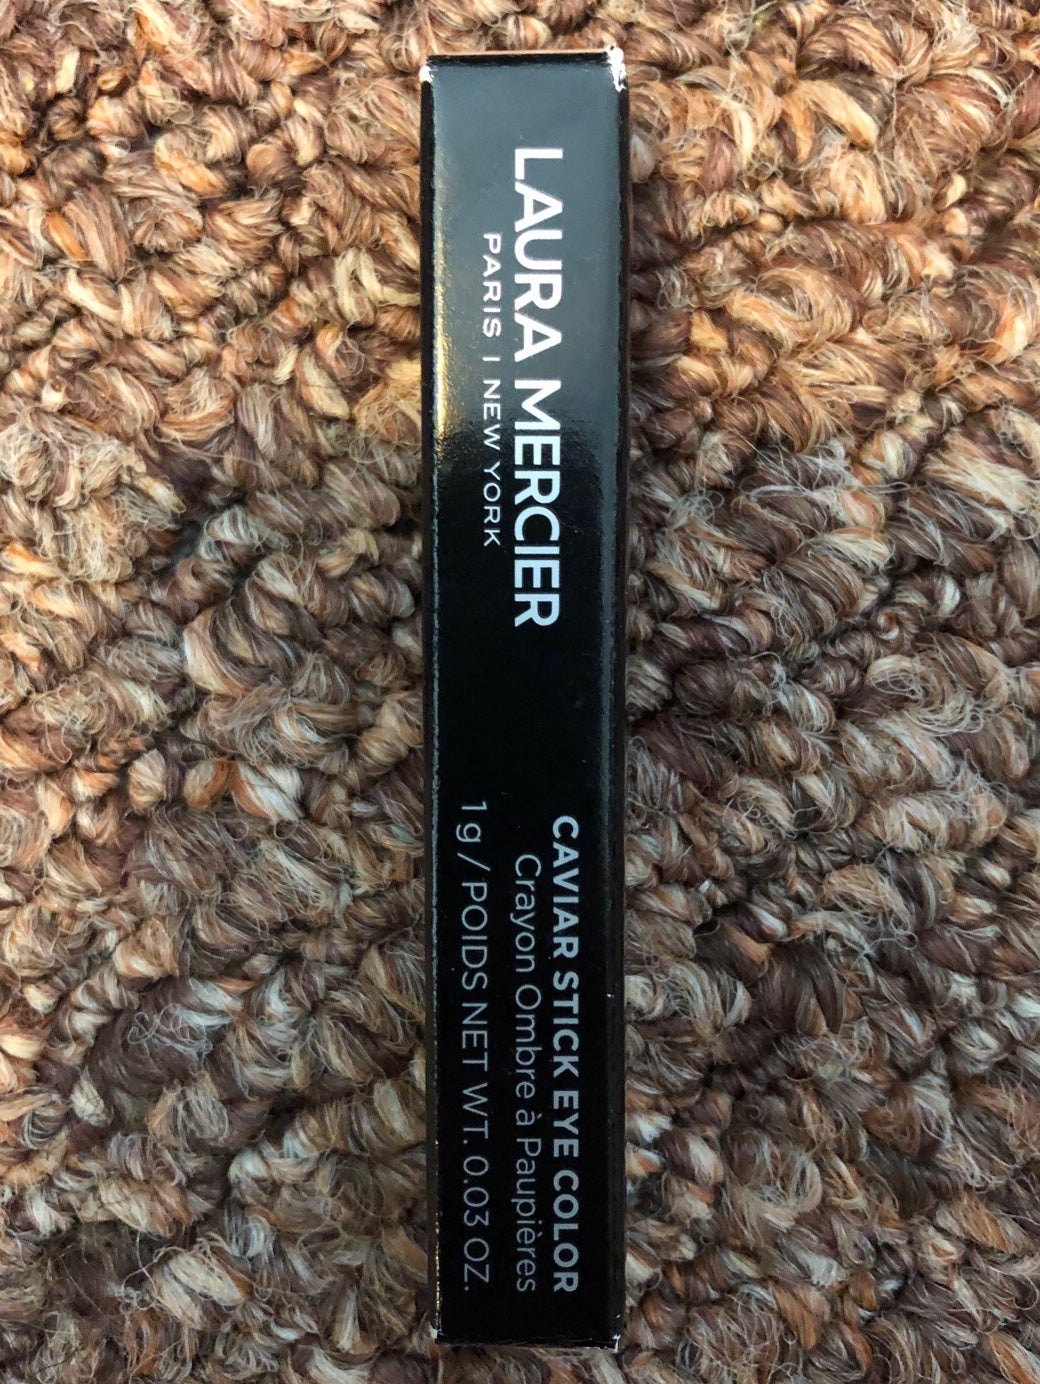 LAURA MERCIER
PARIS | NEW YORK
CAVIAR STICK EYE COLOR
Crayon Ombre à Paupières
1 g / POIDS NET WT. 0.03 OZ.